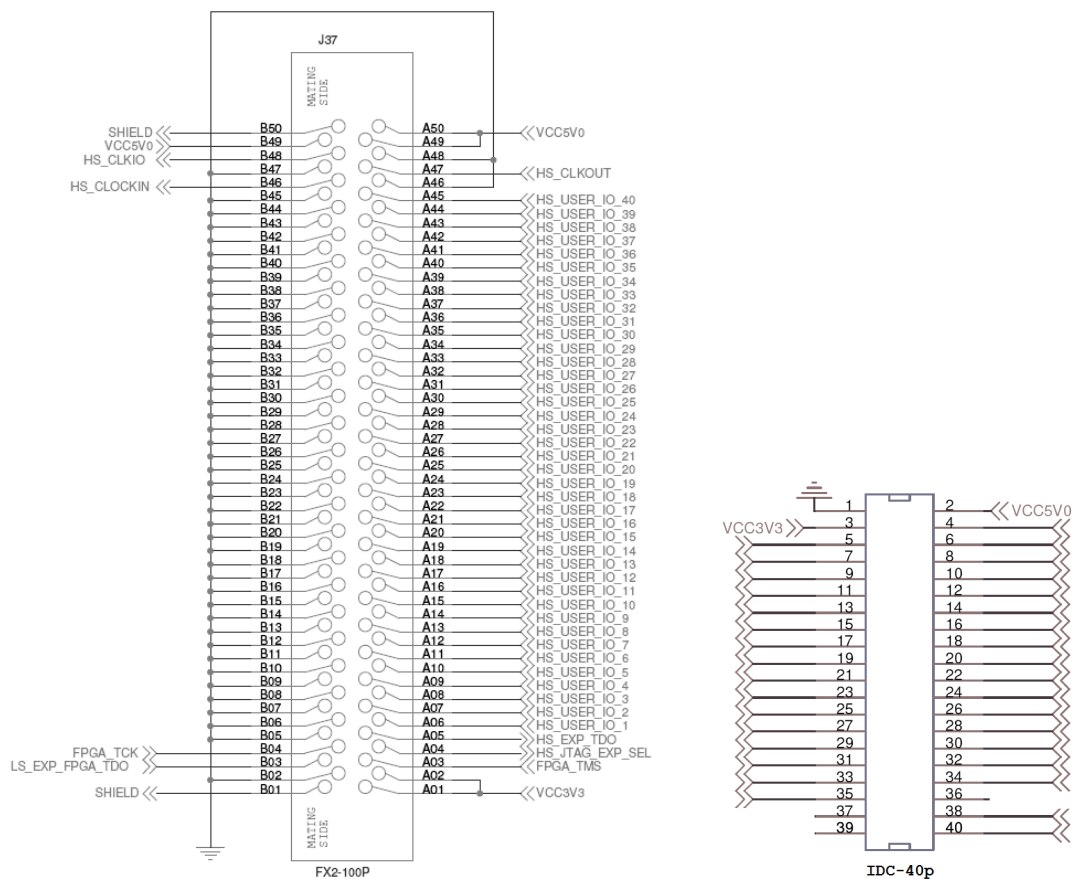 J37
MATING
SIDE
SHIELD B50 A50 VCC5V0
VCC5V0 B49 A49
HS_CLKIO B48 A48
B47 A47 HS_CLKOUT
HS_CLOCKIN B46 A46
B45 A45 HS_USER_IO_40
B44 A44 HS_USER_IO_39
B43 A43 HS_USER_IO_38
B42 A42 HS_USER_IO_37
B41 A41 HS_USER_IO_36
B40 A40 HS_USER_IO_35
B39 A39 HS_USER_IO_34
B38 A38 HS_USER_IO_33
B37 A37 HS_USER_IO_32
B36 A36 HS_USER_IO_31
B35 A35 HS_USER_IO_30
B34 A34 HS_USER_IO_29
B33 A33 HS_USER_IO_28
B32 A32 HS_USER_IO_27
B31 A31 HS_USER_IO_26
B30 A30 HS_USER_IO_25
B29 A29 HS_USER_IO_24
B28 A28 HS_USER_IO_23
B27 A27 HS_USER_IO_22
B26 A26 HS_USER_IO_21
B25 A25 HS_USER_IO_20
B24 A24 HS_USER_IO_19
B23 A23 HS_USER_IO_18
B22 A22 HS_USER_IO_17
B21 A21 HS_USER_IO_16
B20 A20 HS_USER_IO_15
B19 A19 HS_USER_IO_14
B18 A18 HS_USER_IO_13
B17 A17 HS_USER_IO_12
B16 A16 HS_USER_IO_11
B15 A15 HS_USER_IO_10
B14 A14 HS_USER_IO_9
B13 A13 HS_USER_IO_8
B12 A12 HS_USER_IO_7
B11 A11 HS_USER_IO_6
B10 A10 HS_USER_IO_5
B09 A09 HS_USER_IO_4
B08 A08 HS_USER_IO_3
B07 A07 HS_USER_IO_2
B06 A06 HS_USER_IO_1
B05 A05 HS_EXP_TDO
FPGA_TCK B04 A04 HS_JTAG_EXP_SEL
LS_EXP_FPGA_TDO B03 A03 FPGA_TMS
B02 A02
SHIELD B01 A01 VCC3V3
MATING
SIDE
FX2-100P
1 2 VCC5V0
VCC3V3 3 4
5 6
7 8
9 10
11 12
13 14
15 16
17 18
19 20
21 22
23 24
25 26
27 28
29 30
31 32
33 34
35 36
37 38
39 40
IDC-40p